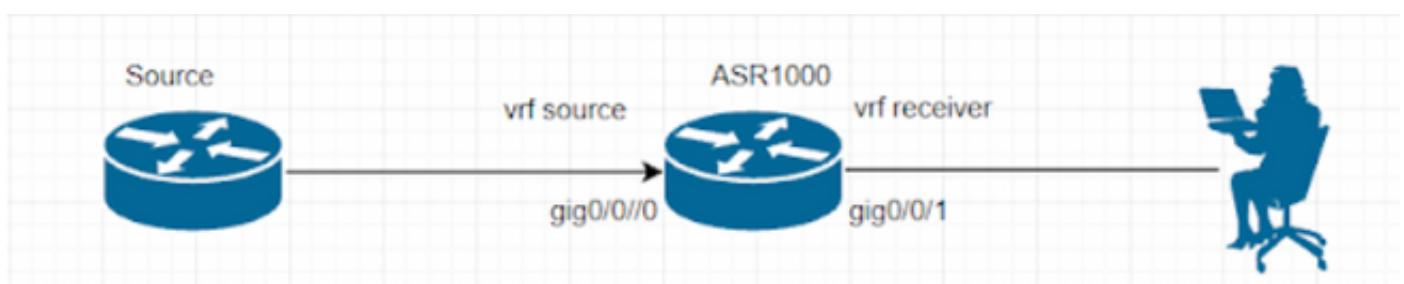 Source
ASR1000
vrf source
vrf receiver
gig0/0//0
gig0/0/1